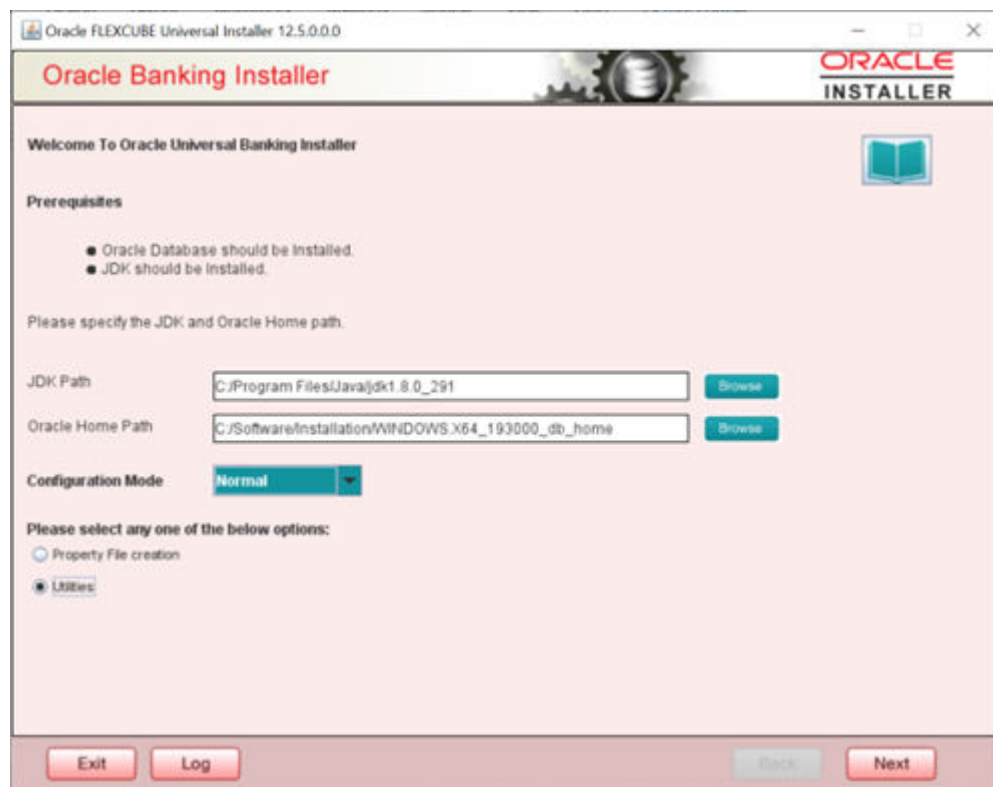 Oracle FLEXCUBE Universal Installer 12.5.0.0.0
Oracle Banking Installer
ORACLE
INSTALLER
Welcome To Oracle Universal Banking Installer
Prerequisites
Oracle Database should be Installed.
JDK should be Installed.
Please specify the JDK and Oracle Home path.
JDK Path C:/Program Files/Java/jdk1.8.0_291 Browse
Oracle Home Path C:/Software/Installation/WINDOWS.X64_193000_db_home Browse
Configuration Mode Normal
Please select any one of the below options:
Property File creation
Utilities
Exit Log Back Next